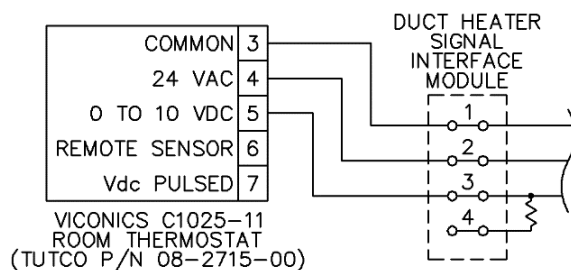 COMMON 3
24 VAC 4
0 TO 10 VDC 5
REMOTE SENSOR 6
Vdc PULSED 7
VICONICS C1025-11
ROOM THERMOSTAT
(TUTCO P/N 08-2715-00)
DUCT HEATER
SIGNAL
INTERFACE
MODULE
1
2
3
4